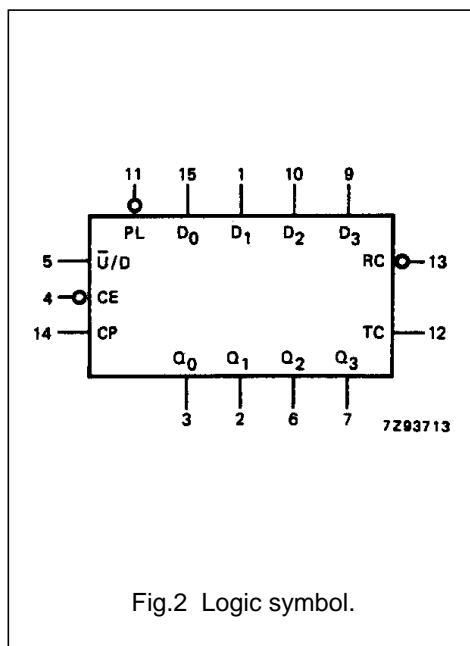 11 15 1 10 9
PL D0 D1 D2 D3
5 U̅/D RC 13
4 CE
14 CP TC 12
Q0 Q1 Q2 Q3
3 2 6 7
7Z93713
Fig.2 Logic symbol.